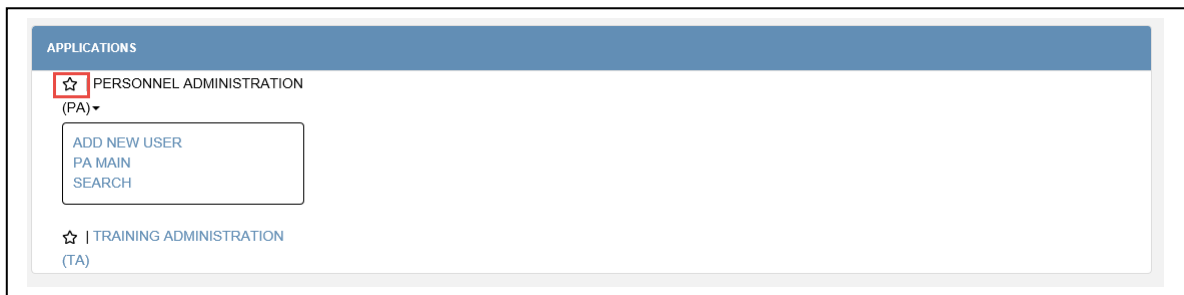 APPLICATIONS
| PERSONNEL ADMINISTRATION
(PA)
ADD NEW USER
PA MAIN
SEARCH
| TRAINING ADMINISTRATION
(TA)